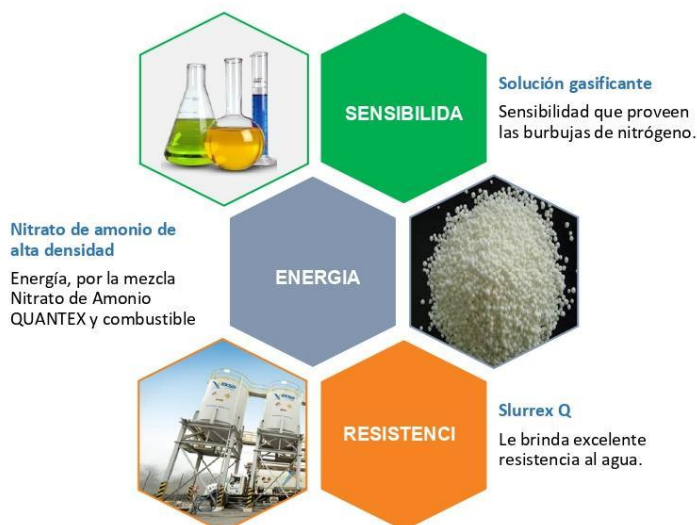 SENSIBILIDA
Solución gasificante
Sensibilidad que proveen
las burbujas de nitrógeno.
Nitrato de amonio de
alta densidad
Energía, por la mezcla
Nitrato de Amonio
QUANTEX y combustible
ENERGIA
RESISTENCI
Slurrex Q
Le brinda excelente
resistencia al agua.